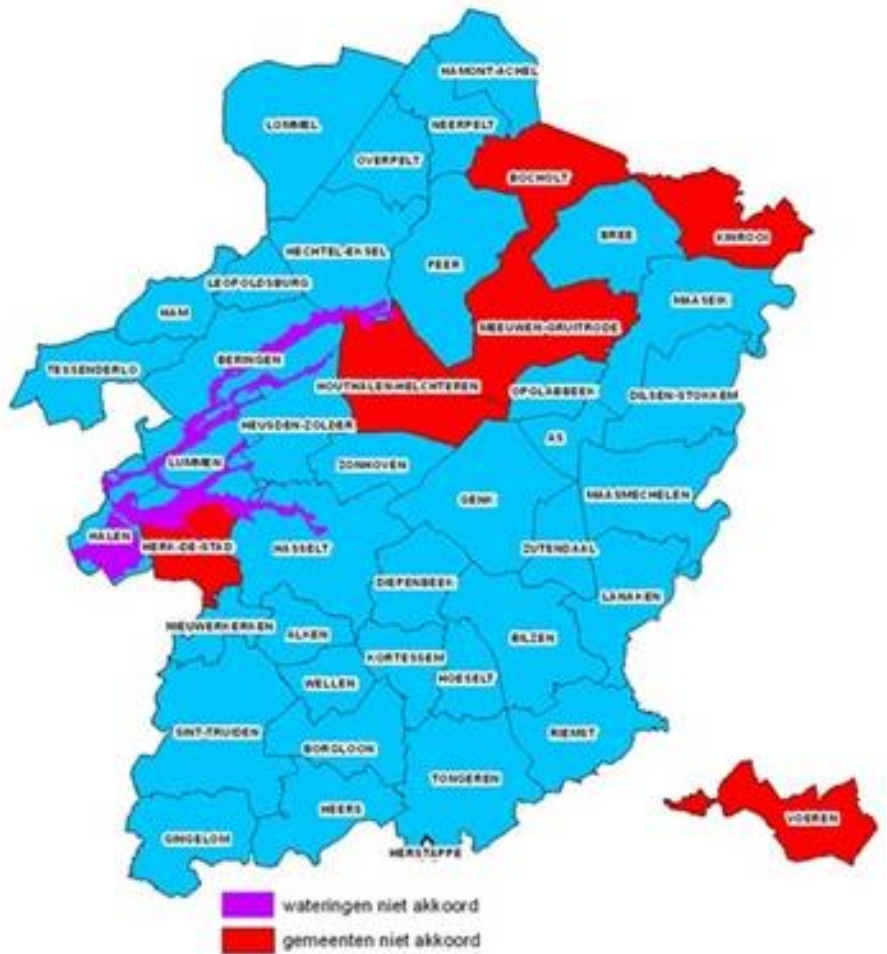 HAMONT-ACHEL
LOMMEL
NEERPELT
OVERPELT
BOCHOLT
BREE
KINROOI
HECHTEL-EKSEL
PEER
LEOPOLDSBURG
MAASEIK
HAM
MEEUWEN-GRUITRODE
BERINGEN
TESSENDERLO
HOUTHALEN-HELCHTEREN
OPGLABBEEK
DILSEN-STOKKEM
HEUSDEN-ZOLDER
AS
LUMMEN
ZONHOVEN
MAASMECHELEN
GENK
HALEN
HERK-DE-STAD
HASSELT
ZUTENDAAL
DIEPENBEEK
LANAKEN
NIEUWERKERKEN
ALKEN
BILZEN
KORTESSEM
WELLEN
HOESELT
SINT-TRUIDEN
RIEMST
BORGLOON
TONGEREN
HEERS
VOEREN
GINGELOM
HERSTAPPE
wateringen niet akkoord
gemeenten niet akkoord